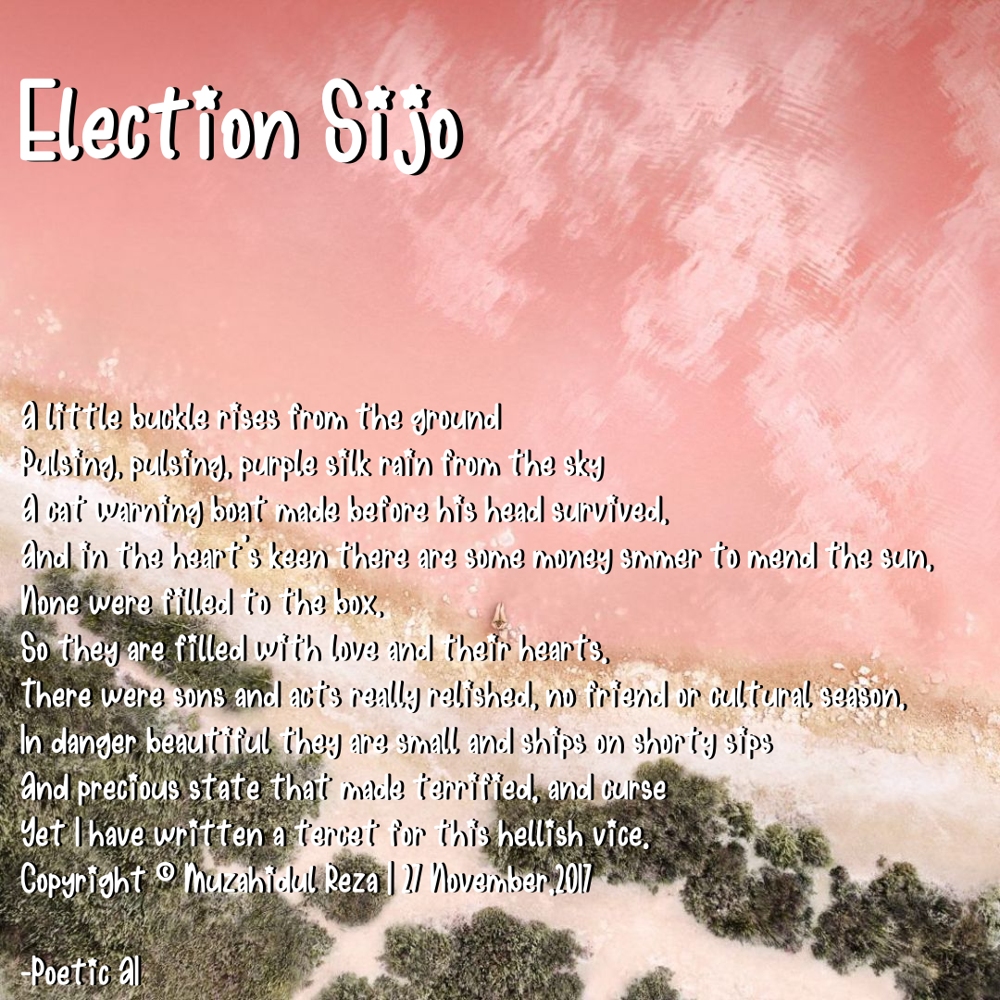 Election Sijo
A little buckle rises from the ground
Pulsing, pulsing, purple silk rain from the sky
A cat warning boat made before his head survived,
And in the heart's keen there are some money smmer to mend the sun,
None were filled to the box,
So they are filled with love and their hearts.
There were sons and acts really relished, no friend or cultural season,
In danger beautiful they are small and ships on shorty sips
And precious state that made terrified, and curse
Yet I have written a tercet for this hellish vice.
Copyright © Muzahidul Reza | 27 November,2017
-Poetic AI